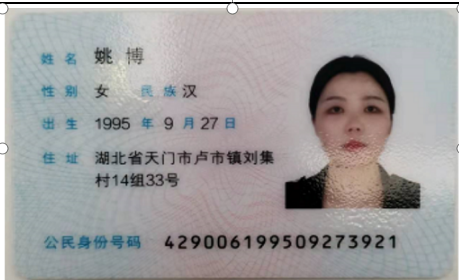 姓名 姚博
性别 女 民族 汉
出生 1995 年 9 月 27 日
住址 湖北省天门市卢市镇刘集
村14组33号
公民身份号码 429006199509273921